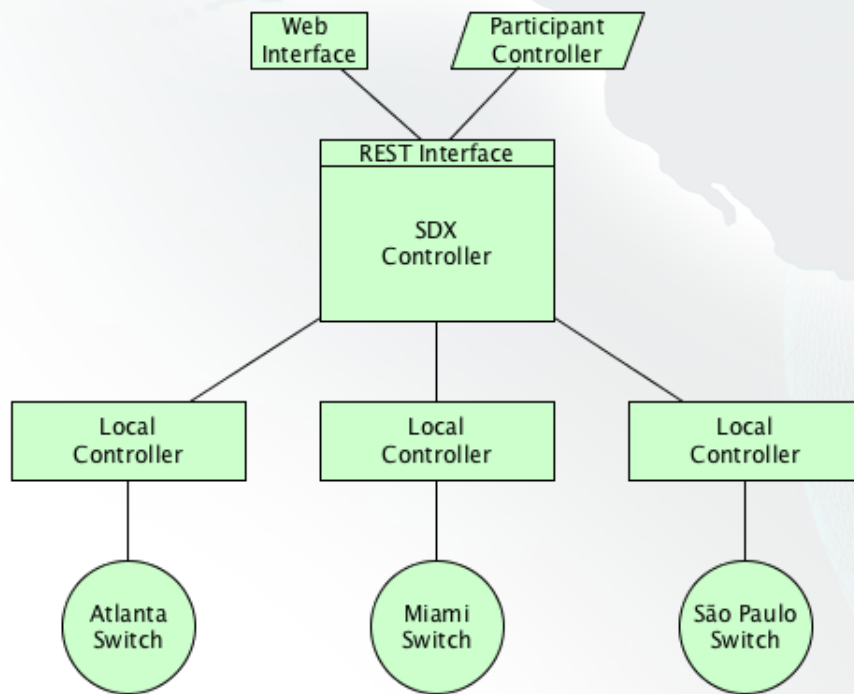 Web
Interface
Participant
Controller
REST Interface
SDX
Controller
Local
Controller
Local
Controller
Local
Controller
Atlanta
Switch
Miami
Switch
São Paulo
Switch